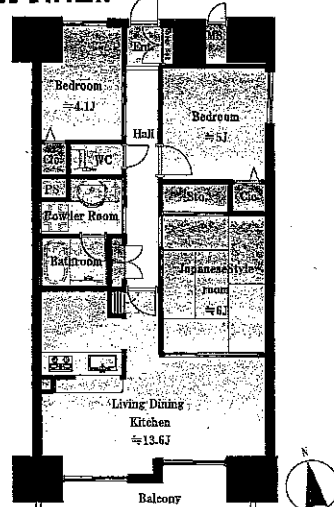 Ent.
MB
Bedroom
≒4.1J
Bedroom
≒5J
Hall
Clo.
WC
PS
Sto.
Clo.
Powder Room
Bathroom
Japanese Style
room
≒6J
Living Dining
Kitchen
≒13.6J
Balcony
N